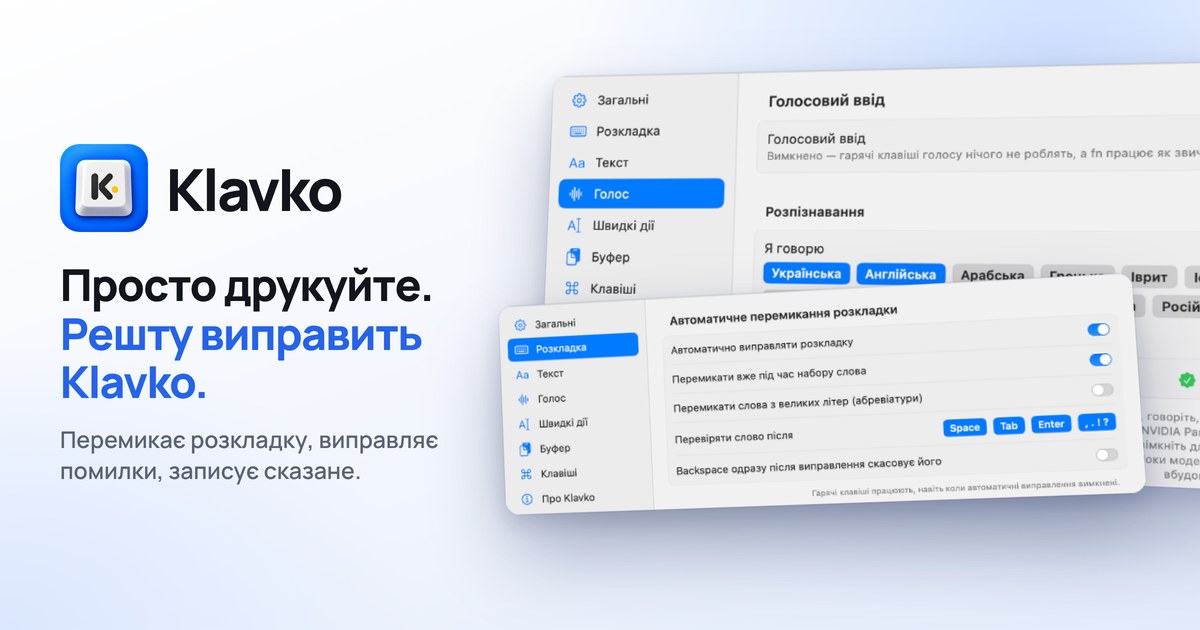 Klavko
Просто друкуйте.
Решту виправить
Klavko.
Перемикає розкладку, виправляє
помилки, записує сказане.
Загальні
Розкладка
Aa Текст
Голос
Швидкі дії
Буфер
Клавіші
Голосовий ввід
Голосовий ввід
Вимкнено — гарячі клавіші голосу нічого не роблять, а fn працює як
Розпізнавання
Я говорю
Українська Англійська Арабська Іврит
говоріть,
NVIDIA
Загальні
Розкладка
Aa Текст
Голос
Швидкі дії
Буфер
Клавіші
Про Klavko
Автоматичне перемикання розкладки
Автоматично виправляти розкладку
Перемикати вже під час набору слова
Перемикати слова з великих літер (абревіатури)
Перевіряти слово після Space Tab Enter , . ! ?
Backspace одразу після виправлення скасовує його
Гарячі клавіші працюють, навіть коли автоматичні виправлення вимкнені.